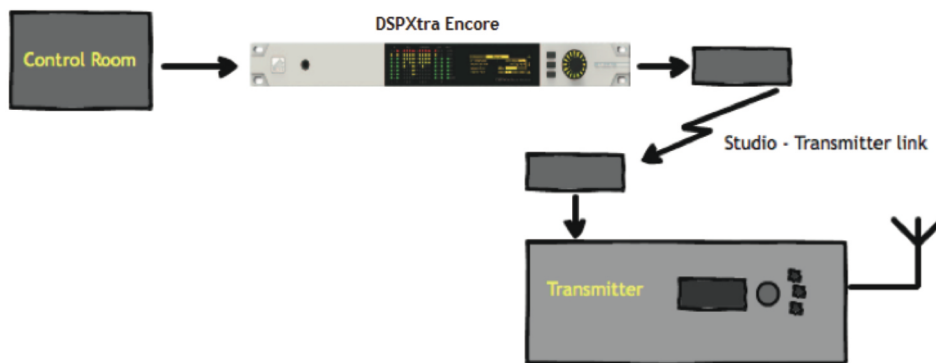 DSPXtra Encore
Control Room
Studio - Transmitter link
Transmitter